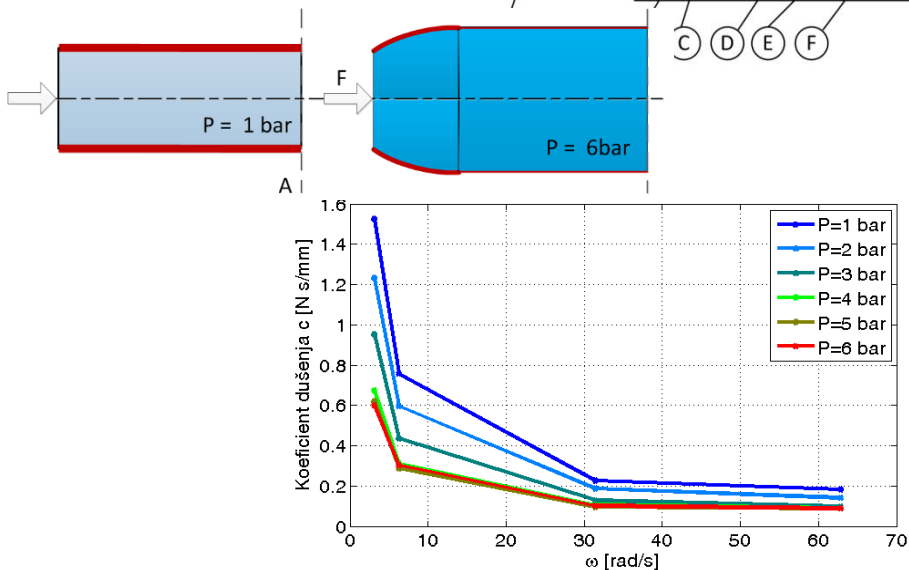 C D E F
F
P = 1 bar
P = 6bar
A
Koeficient dušenja c [N s/mm]
1.6
1.4
1.2
1
0.8
0.6
0.4
0.2
0
P=1 bar
P=2 bar
P=3 bar
P=4 bar
P=5 bar
P=6 bar
0 10 20 30 40 50 60 70
ω [rad/s]